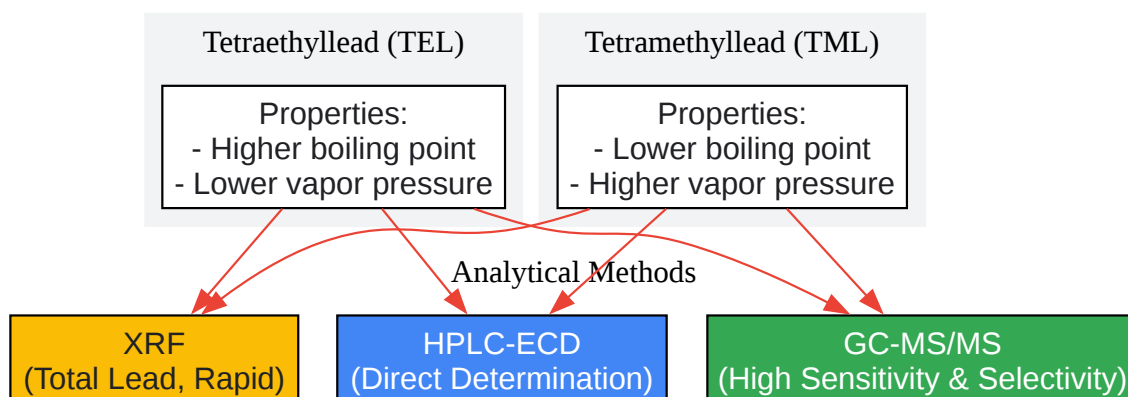 Tetraethyllead (TEL)
Properties:
- Higher boiling point
- Lower vapor pressure
Tetramethyllead (TML)
Properties:
- Lower boiling point
- Higher vapor pressure
Analytical Methods
XRF
(Total Lead, Rapid)
HPLC-ECD
(Direct Determination)
GC-MS/MS
(High Sensitivity & Selectivity)